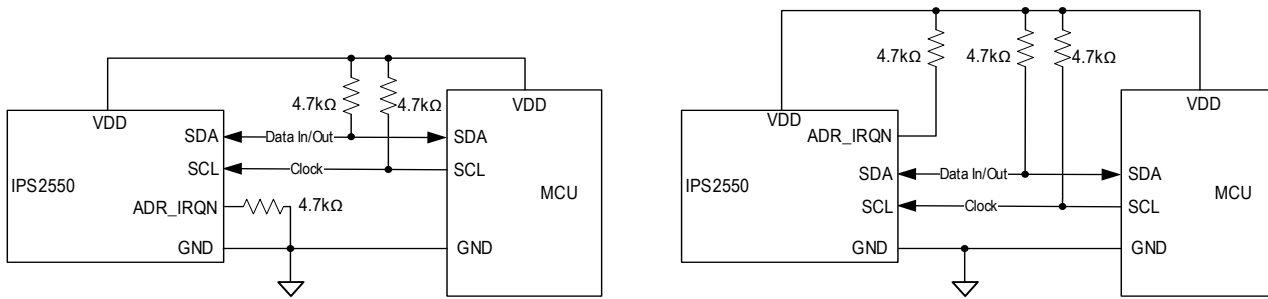 4.7kΩ
4.7kΩ
VDD
VDD
SDA
Data In/Out
SDA
SCL
Clock
SCL
IPS2550
MCU
ADR_IRQN
4.7kΩ
GND
GND
4.7kΩ
4.7kΩ
4.7kΩ
VDD
VDD
ADR_IRQN
SDA
Data In/Out
SDA
IPS2550
MCU
SCL
Clock
SCL
GND
GND